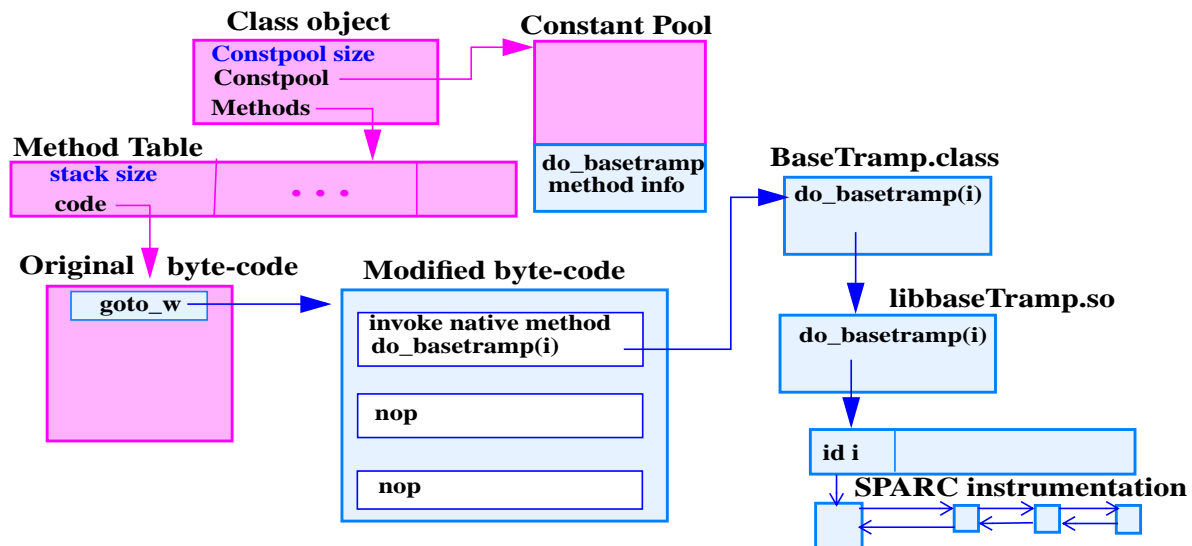 Class object
Constpool size
Constpool
Methods
Constant Pool
do_basetramp
method info
Method Table
stack size
code
• • •
BaseTramp.class
do_basetramp(i)
Original byte-code
goto_w
Modified byte-code
invoke native method
do_basetramp(i)
nop
nop
libbaseTramp.so
do_basetramp(i)
id i
SPARC instrumentation